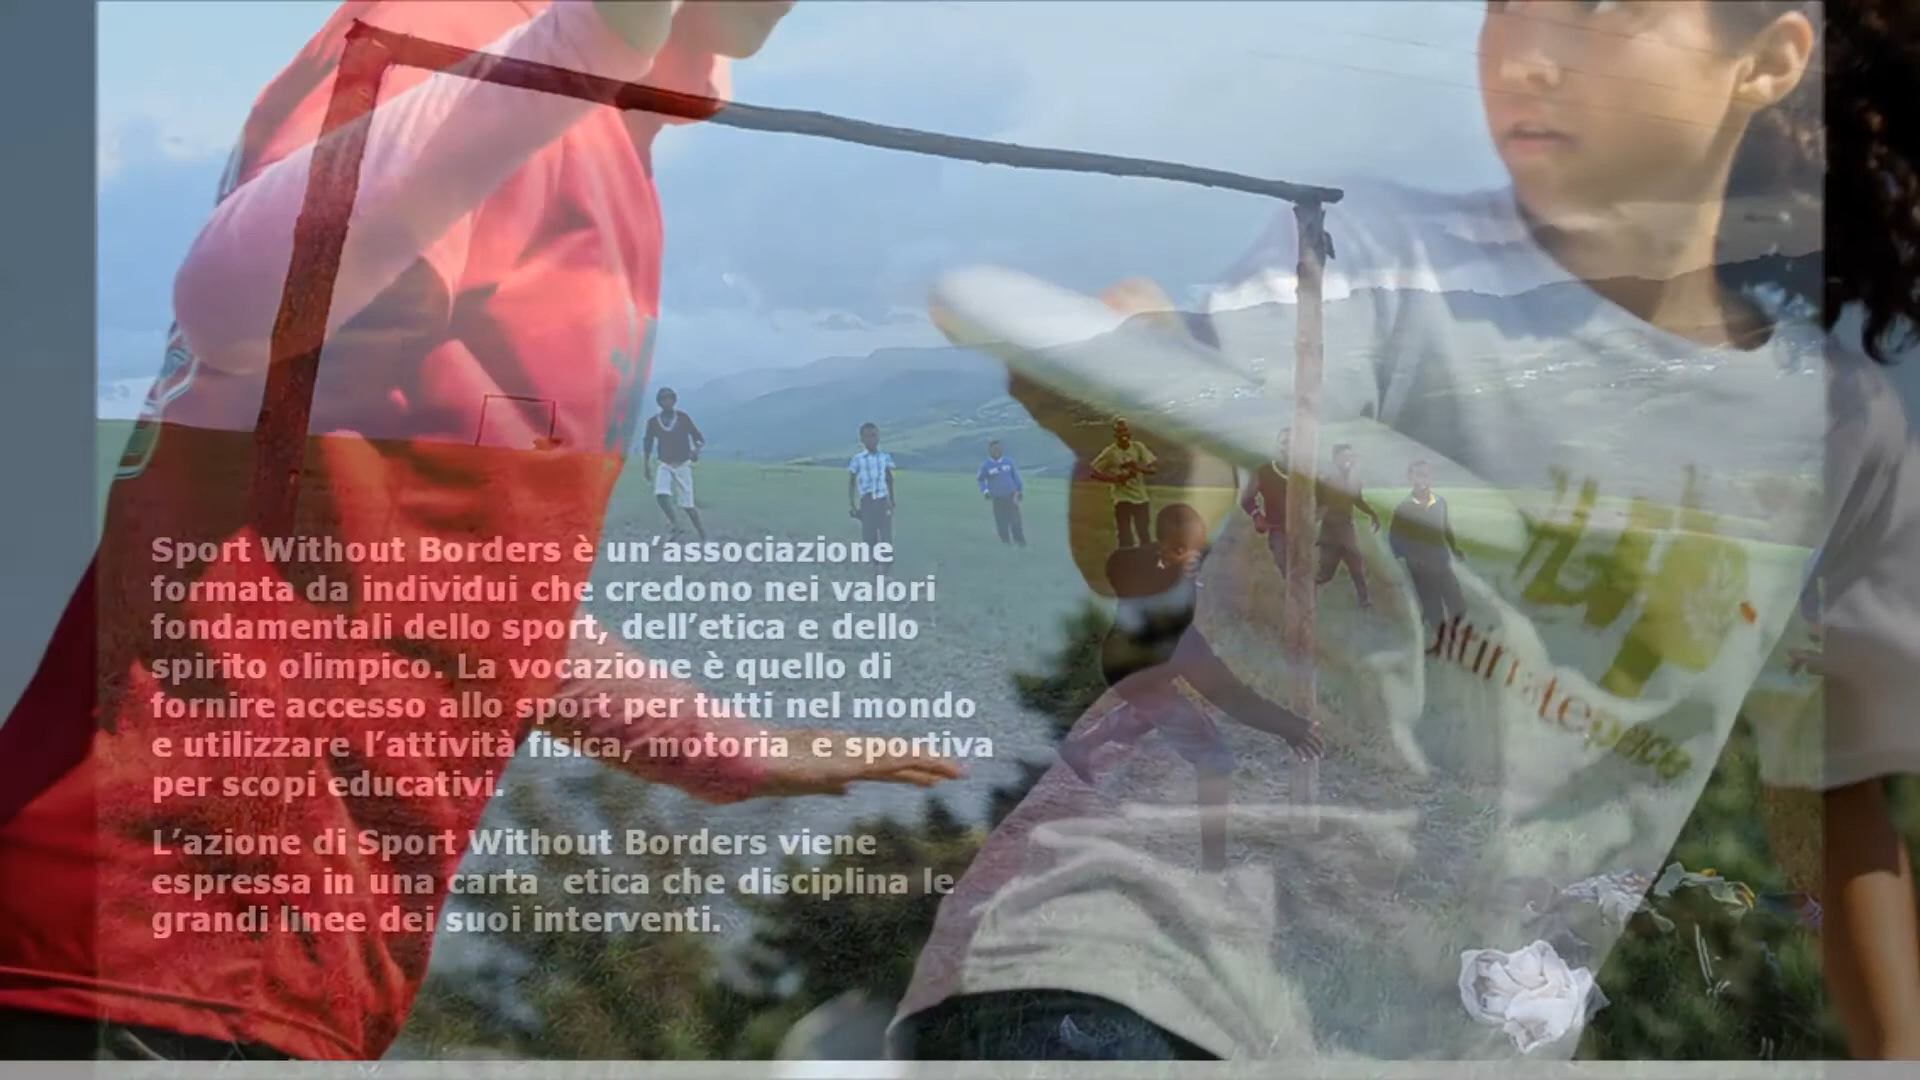 Sport Without Borders è un’associazione
formata da individui che credono nei valori
fondamentali dello sport, dell’etica e dello
spirito olimpico. La vocazione è quello di
fornire accesso allo sport per tutti nel mondo
e utilizzare l’attività fisica, motoria  e sportiva
per scopi educativi.
L’azione di Sport Without Borders viene
espressa in una carta  etica che disciplina le
grandi linee dei suoi interventi.
ultimatepeace